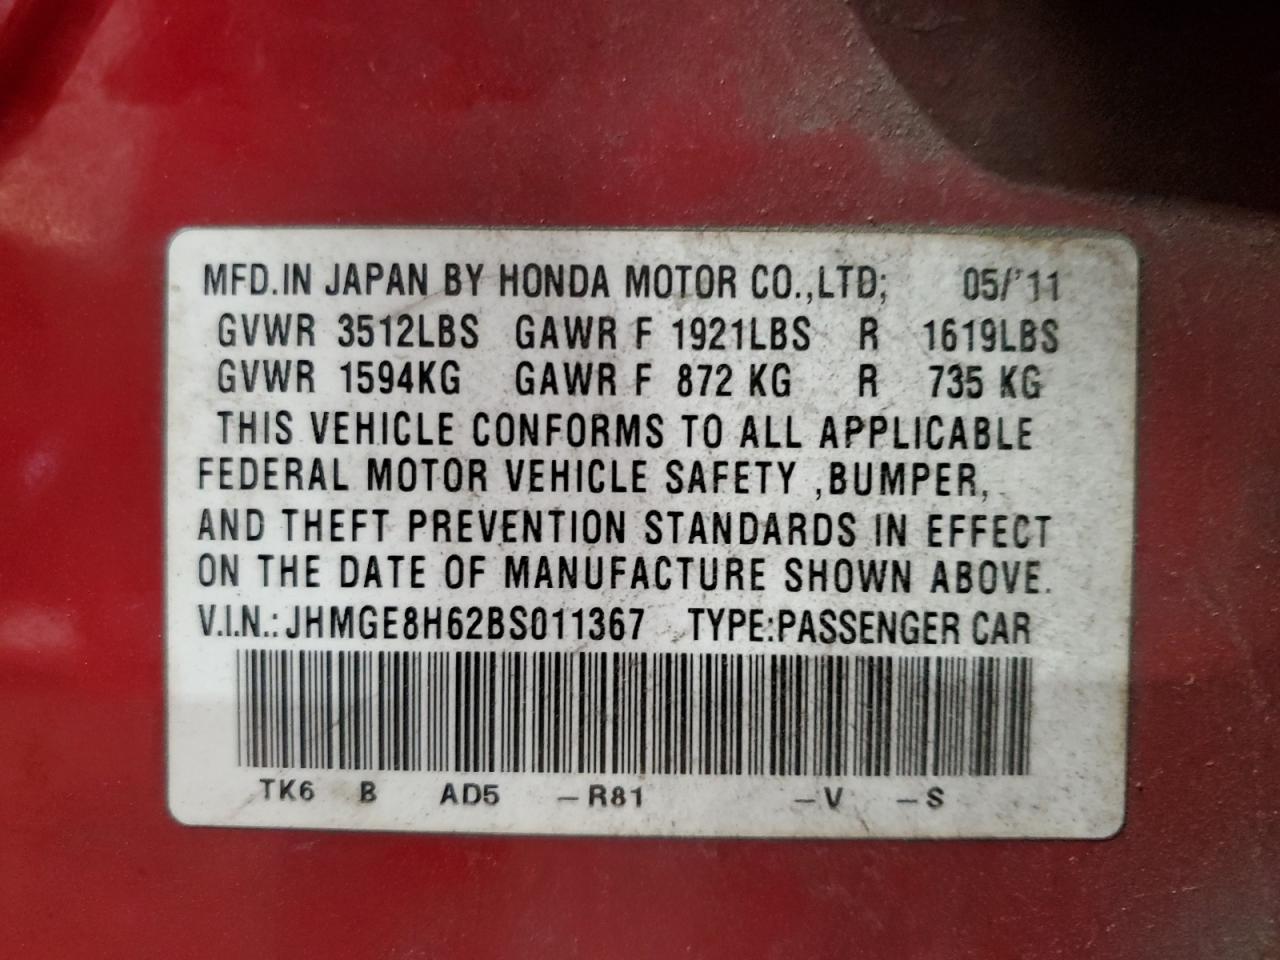 MFD.IN JAPAN BY HONDA MOTOR CO.,LTD; 05/'11
GVWR 3512LBS GAWR F 1921LBS R 1619LBS
GVWR 1594KG GAWR F 872 KG R 735 KG
THIS VEHICLE CONFORMS TO ALL APPLICABLE
FEDERAL MOTOR VEHICLE SAFETY ,BUMPER,
AND THEFT PREVENTION STANDARDS IN EFFECT
ON THE DATE OF MANUFACTURE SHOWN ABOVE.
V.I.N.: JHMGE8H62BS011367 TYPE:PASSENGER CAR
TK6 B AD5 –R81 –V –S